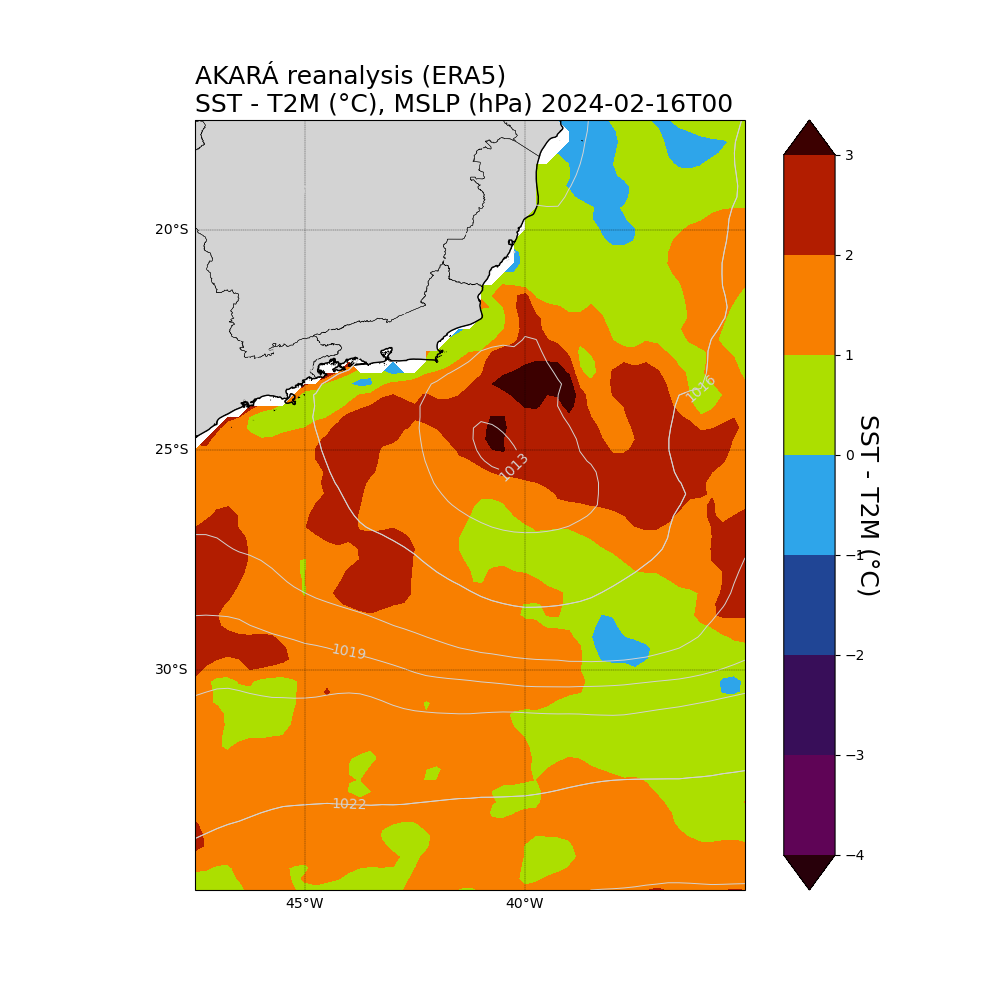 AKARÁ reanalysis (ERA5)
SST - T2M (°C), MSLP (hPa) 2024-02-16T00
20°S
25°S
30°S
45°W
40°W
1016
1013
1019
1022
3
2
1
0
−1
−2
−3
−4
SST - T2M (°C)